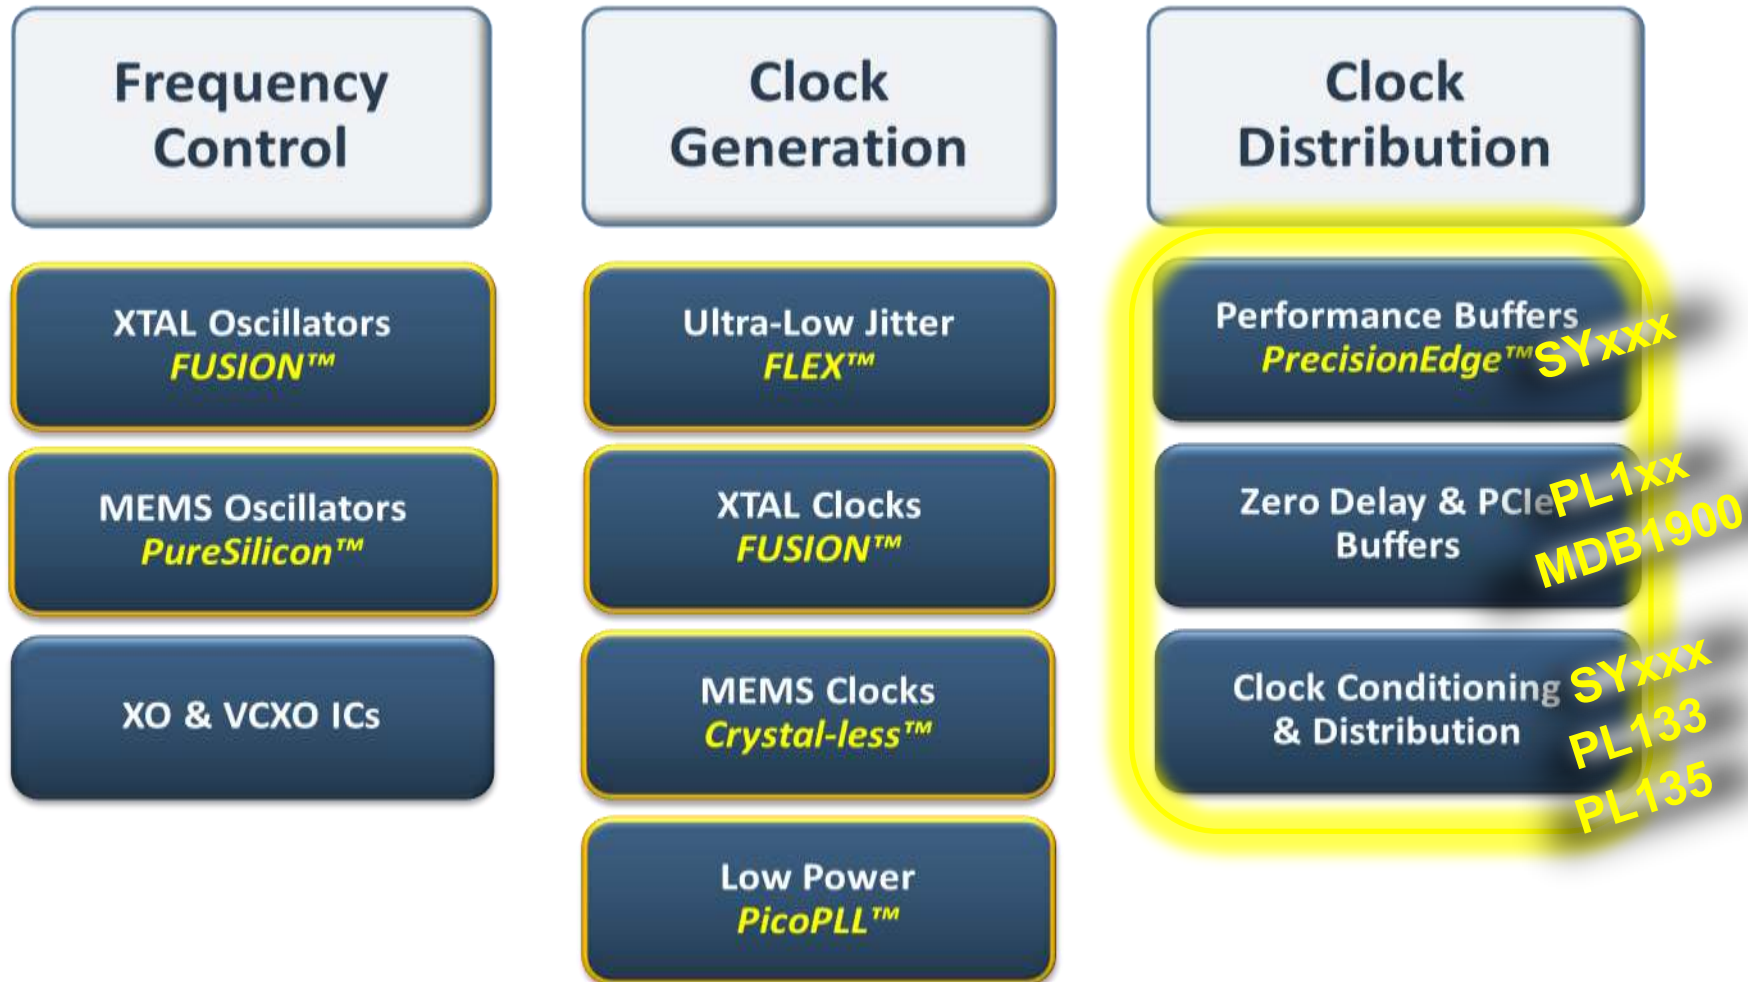 Frequency
Control
XTAL Oscillators
FUSION™
MEMS Oscillators
PureSilicon™
XO & VCXO ICs
Clock
Generation
Ultra-Low Jitter
FLEX™
XTAL Clocks
FUSION™
MEMS Clocks
Crystal-less™
Low Power
PicoPLL™
Clock
Distribution
Performance Buffers
PrecisionEdge™
SYxxx
Zero Delay & PCIe
Buffers
PL1xx
MDB1900
Clock Conditioning
& Distribution
SYxxx
PL133
PL135